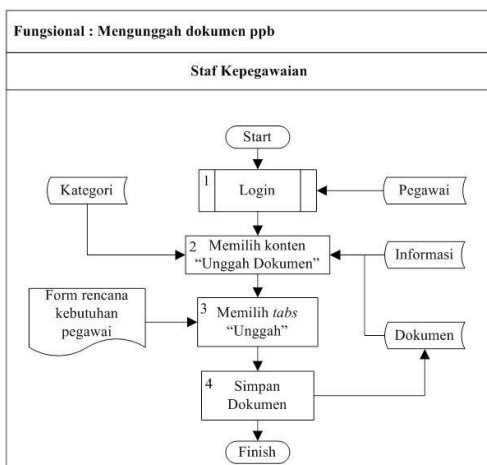 Fungsional : Mengunggah dokumen ppb
Staf Kepegawaian
Start
1
Login
Kategori
Pegawai
2
Memilih konten
“Unggah Dokumen”
Informasi
Form rencana
kebutuhan
pegawai
3
Memilih tabs
“Unggah”
Dokumen
4
Simpan
Dokumen
Finish